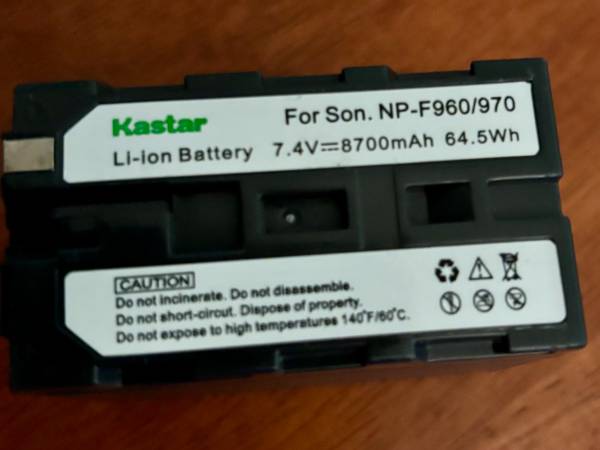 Kastar
For Son. NP-F960/970
Li-ion Battery 7.4V⎓8700mAh 64.5Wh
CAUTION
Do not incinerate. Do not disassemble.
Do not short-circuit. Dispose of property.
Do not expose to high temperatures 140°F/60°C.